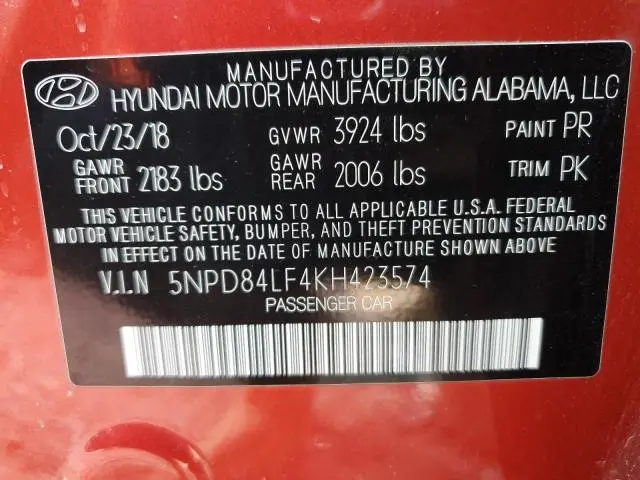 MANUFACTURED BY
HYUNDAI MOTOR MANUFACTURING ALABAMA, LLC
Oct/23/18 GVWR 3924 lbs PAINT PR
GAWR FRONT 2183 lbs GAWR REAR 2006 lbs TRIM PK
THIS VEHICLE CONFORMS TO ALL APPLICABLE U.S.A. FEDERAL
MOTOR VEHICLE SAFETY, BUMPER, AND THEFT PREVENTION STANDARDS
IN EFFECT ON THE DATE OF MANUFACTURE SHOWN ABOVE
V.I.N 5NPD84LF4KH423574
PASSENGER CAR